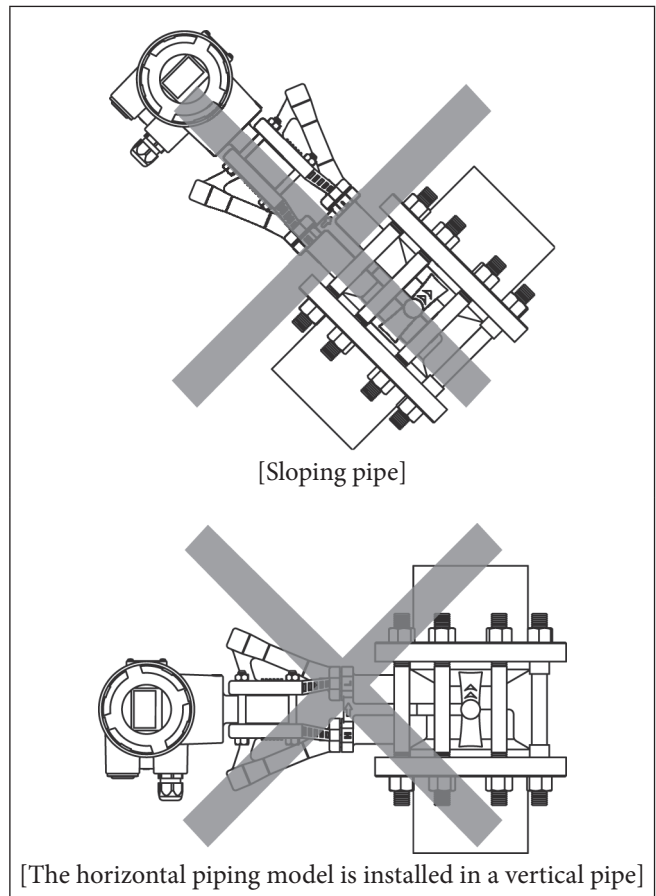 [Sloping pipe]
L
H
[The horizontal piping model is installed in a vertical pipe]